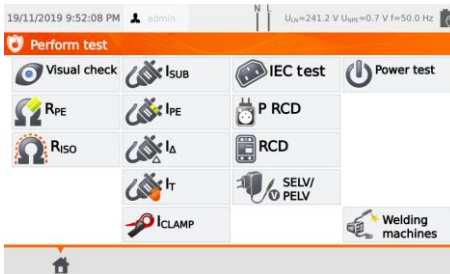 19/11/2019 9:52:08 PM admin N L U_LN=241.2 V U_NPE=0.7 V f=50.0 Hz
Perform test
Visual check I_SUB IEC test Power test
R_PE I_PE P RCD
R_ISO I_Δ RCD
I_T SELV/
PELV
I_CLAMP Welding
machines